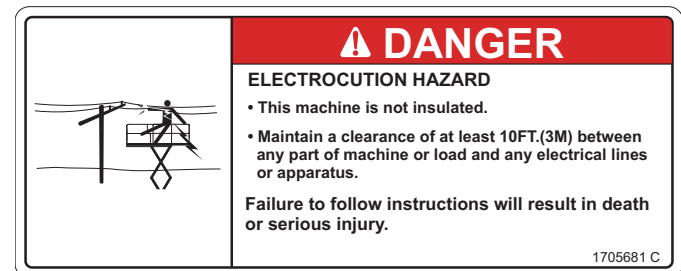 DANGER
ELECTROCUTION HAZARD
• This machine is not insulated.
• Maintain a clearance of at least 10FT.(3M) between
any part of machine or load and any electrical lines
or apparatus.
Failure to follow instructions will result in death
or serious injury.
1705681 C